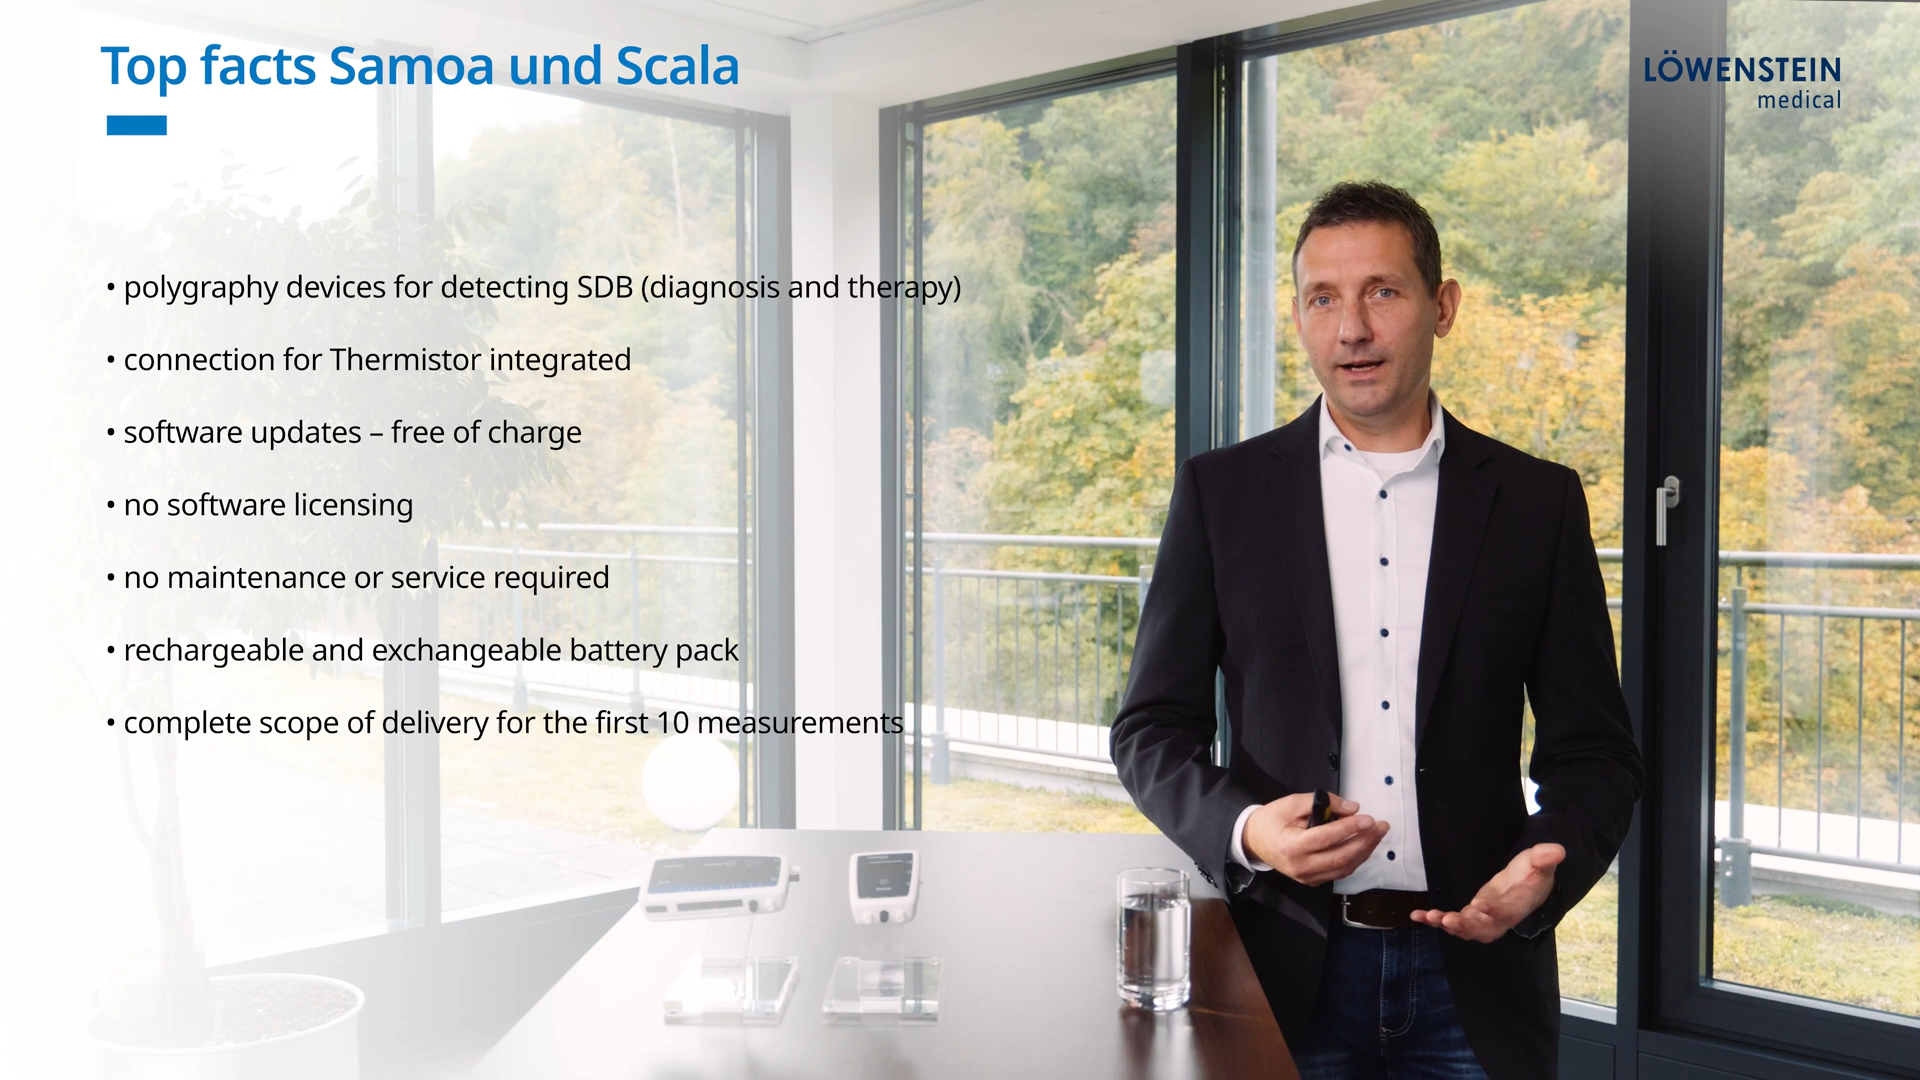 Top facts Samoa und Scala
LÖWENSTEIN
medical
• polygraphy devices for detecting SDB (diagnosis and therapy)
• connection for Thermistor integrated
• software updates – free of charge
• no software licensing
• no maintenance or service required
• rechargeable and exchangeable battery pack
• complete scope of delivery for the first 10 measurements